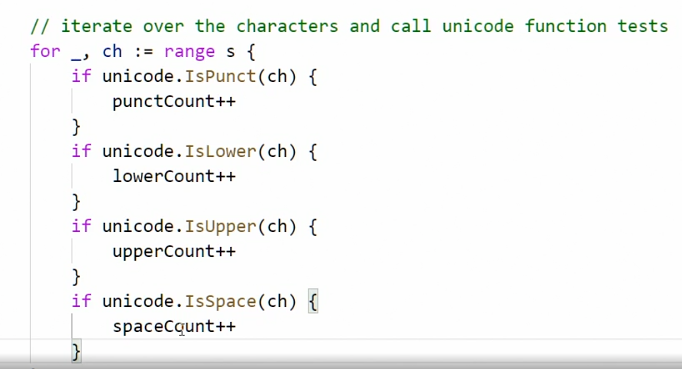 // iterate over the characters and call unicode function tests
for _, ch := range s {
if unicode.IsPunct(ch) {
punctCount++
}
if unicode.IsLower(ch) {
lowerCount++
}
if unicode.IsUpper(ch) {
upperCount++
}
if unicode.IsSpace(ch) {
spaceCount++
}